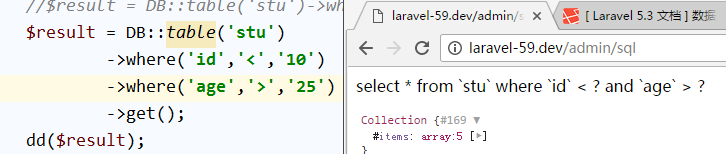 //$result = DB::table('stu')->wh
$result = DB::table('stu')
->where('id','<','10')
->where('age','>','25')
->get();
dd($result);
laravel-59.dev/admin/s
[ Laravel 5.3 文档 ] 数据
laravel-59.dev/admin/sql
select * from `stu` where `id` < ? and `age` > ?
Collection {#169 ▼
#items: array:5 [▶]
}